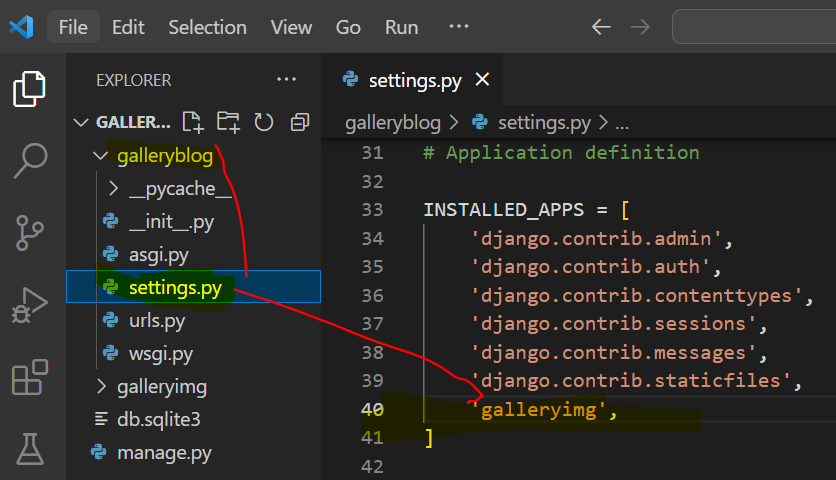 File Edit Selection View Go Run ...
EXPLORER ...
settings.py
GALLER...
galleryblog > settings.py > ...
galleryblog
__pycache__
__init__.py
asgi.py
settings.py
urls.py
wsgi.py
galleryimg
db.sqlite3
manage.py
31 # Application definition
32
33 INSTALLED_APPS = [
34 'django.contrib.admin',
35 'django.contrib.auth',
36 'django.contrib.contenttypes',
37 'django.contrib.sessions',
38 'django.contrib.messages',
39 'django.contrib.staticfiles',
40 'galleryimg',
41 ]
42